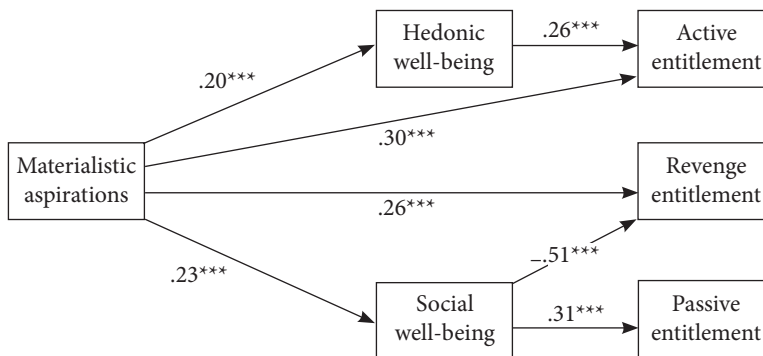 Hedonic
well-being
.26***
Active
entitlement
.20***
.30***
Materialistic
aspirations
.26***
Revenge
entitlement
.23***
–.51***
Social
well-being
.31***
Passive
entitlement